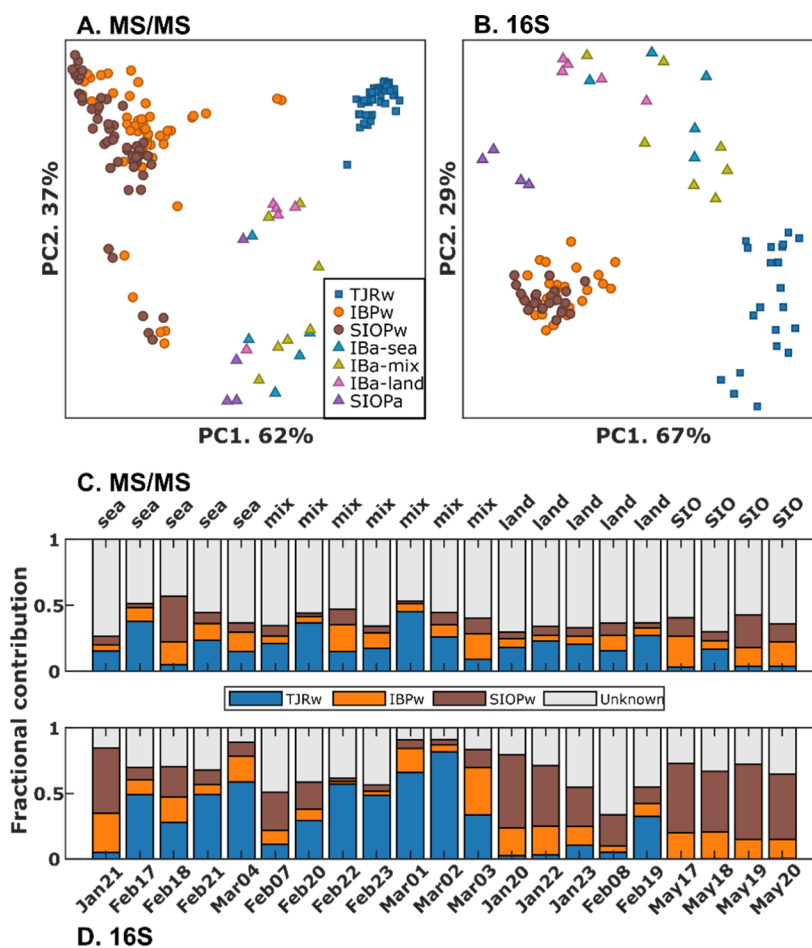 A. MS/MS
B. 16S
PC2. 37%
PC2. 29%
TJRw
IBPw
SIOPw
IBa-sea
IBa-mix
IBa-land
SIOPa
PC1. 62%
PC1. 67%
C. MS/MS
sea sea sea sea sea mix mix mix mix mix mix mix land land land land land SIO SIO SIO SIO
1
0.5
0
TJRw IBPw SIOPw Unknown
Fractional contribution
1
0.5
0
Jan21 Feb17 Feb18 Feb21 Mar04 Feb07 Feb20 Feb22 Feb23 Mar01 Mar02 Mar03 Jan20 Jan22 Jan23 Feb08 Feb19 May17 May18 May19 May20
D. 16S